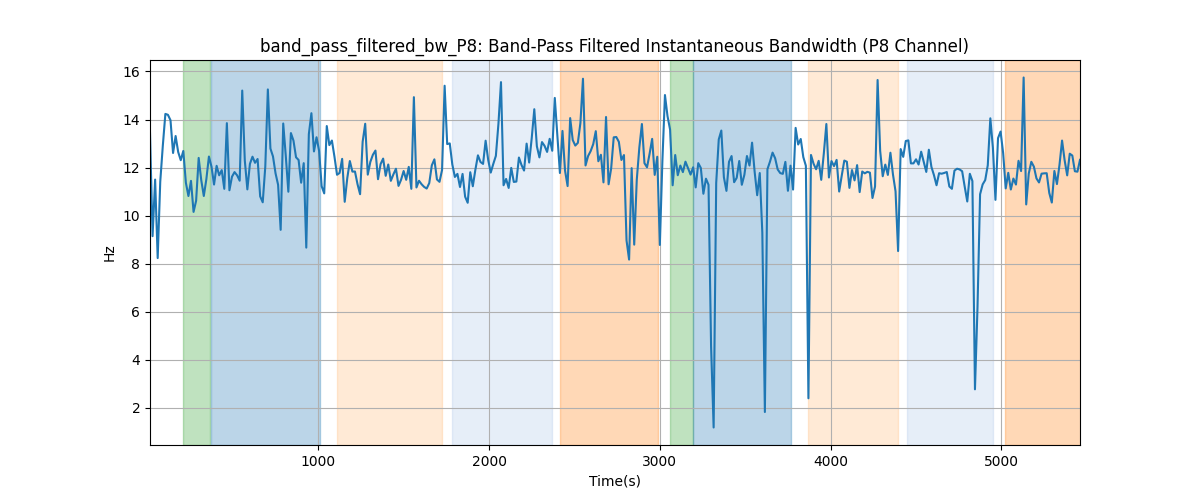 band_pass_filtered_bw_P8: Band-Pass Filtered Instantaneous Bandwidth (P8 Channel)
16
14
12
10
8
6
4
2
Hz
1000 2000 3000 4000 5000
Time(s)